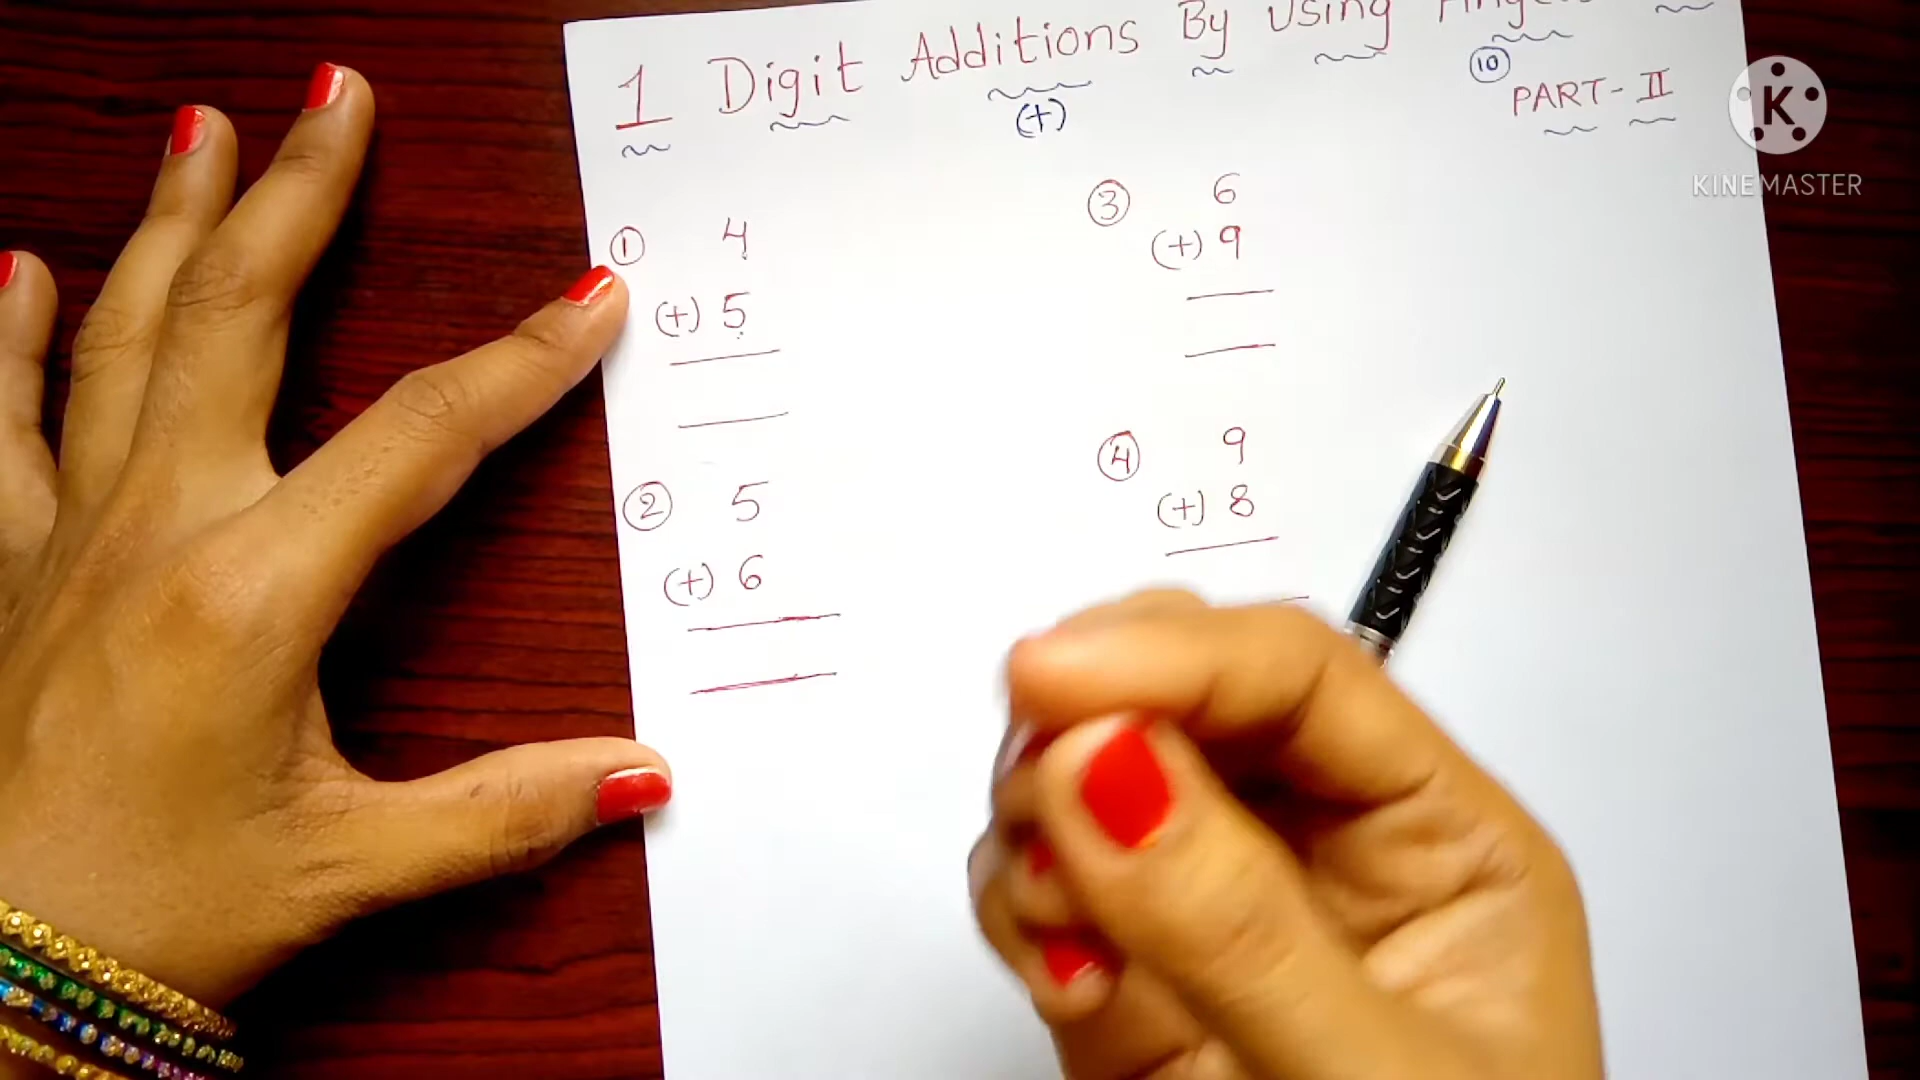 1 Digit Additions By Using
(+)
10
PART-II
K
KINEMASTER
1 4
(+) 5
2 5
(+) 6
3 6
(+) 9
4 9
(+) 8